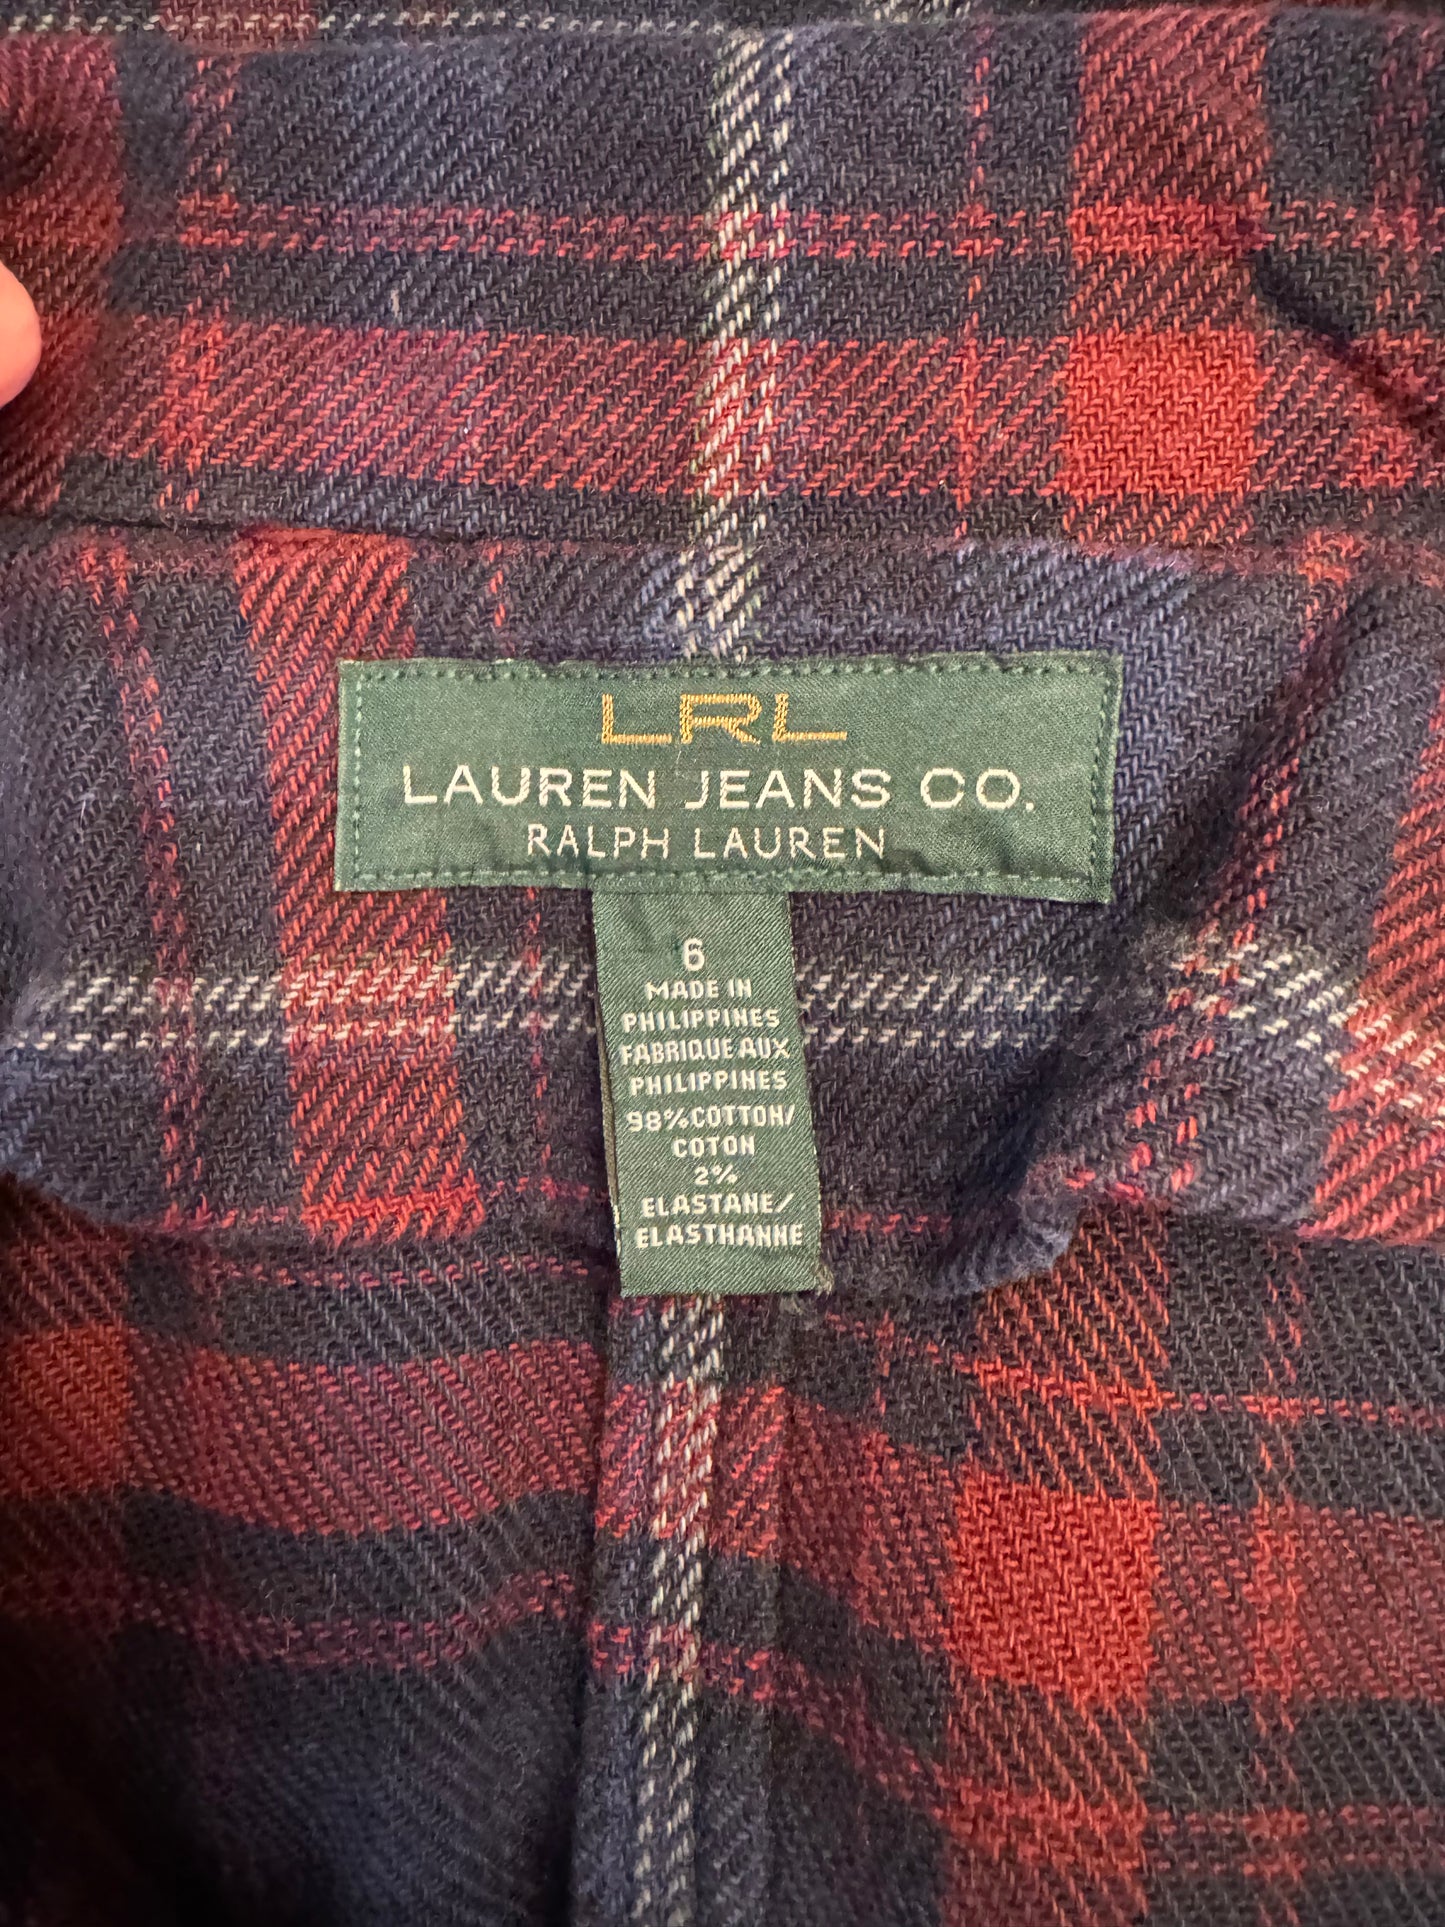 LRL
LAUREN JEANS CO.
RALPH LAUREN
6
MADE IN
PHILIPPINES
FABRIQUE AUX
PHILIPPINES
98% COTTON/
COTON
2%
ELASTANE/
ELASTHANNE